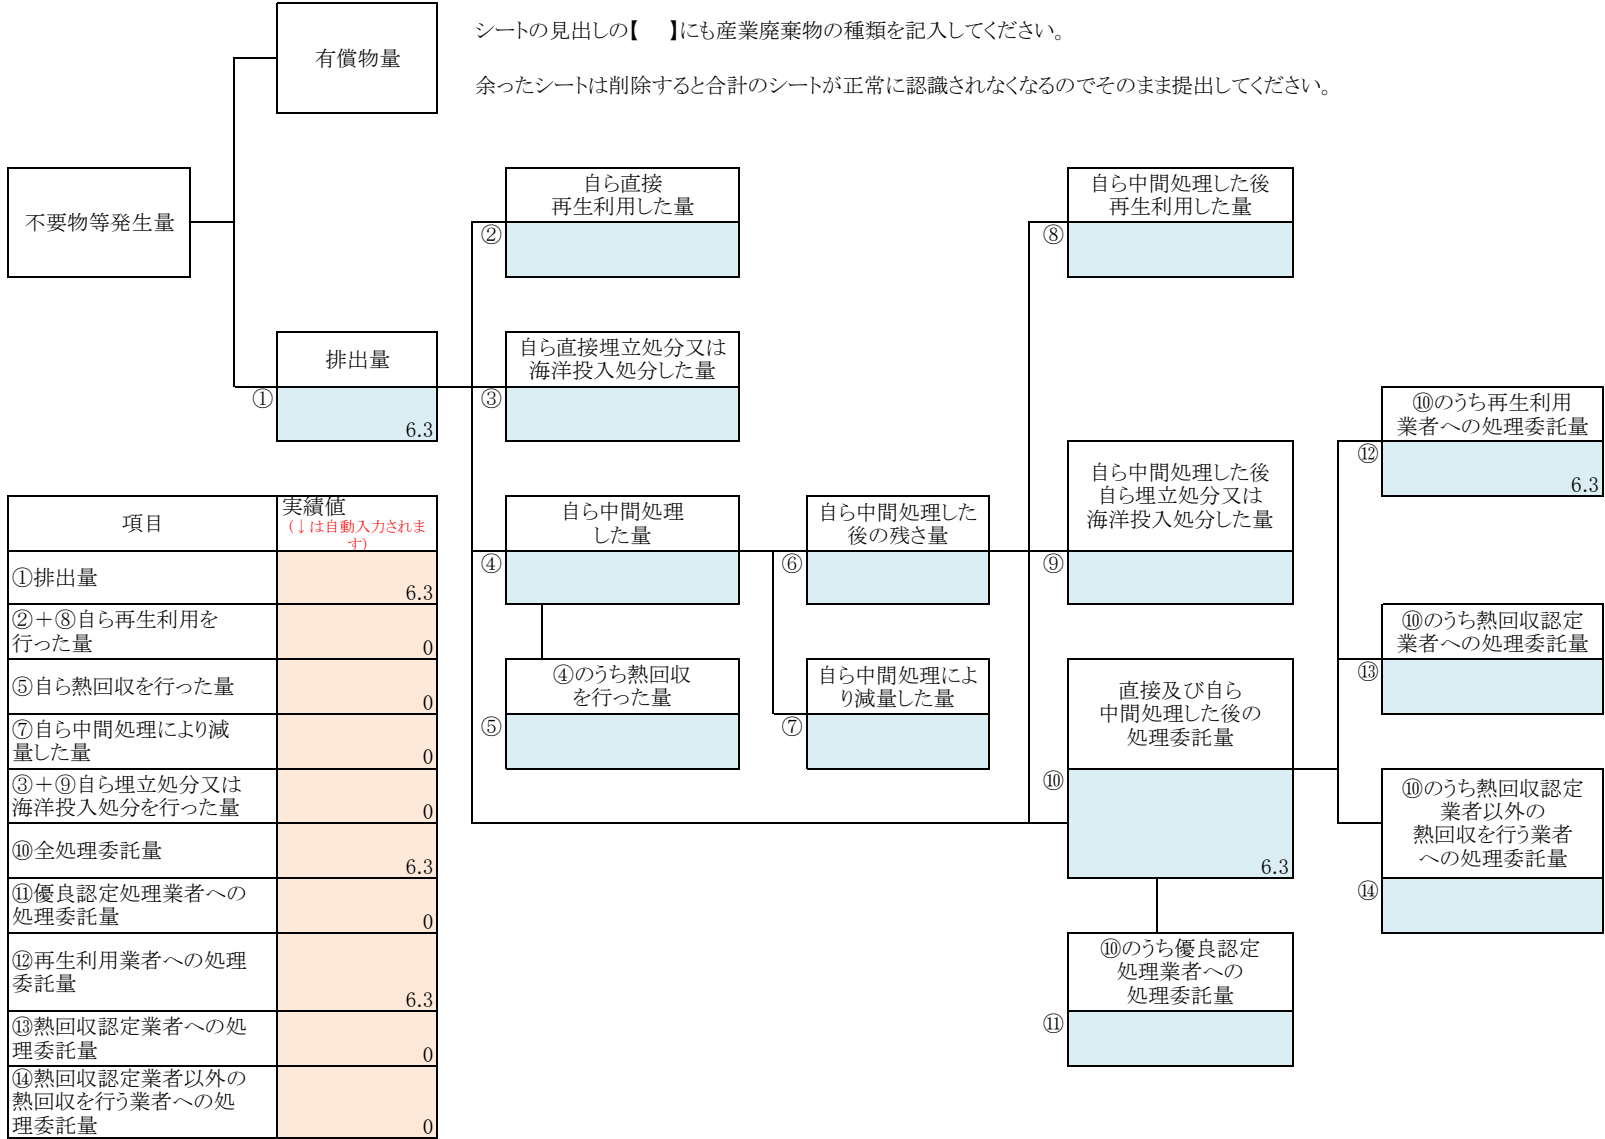 シートの見出しの【　】にも産業廃棄物の種類を記入してください。
余ったシートは削除すると合計のシートが正常に認識されなくなるのでそのまま提出してください。
有償物量
不要物等発生量
自ら直接
再生利用した量
②
自ら中間処理した後
再生利用した量
⑧
排出量
①
6.3
自ら直接埋立処分又は
海洋投入処分した量
③
⑩のうち再生利用
業者への処理委託量
⑫
6.3
自ら中間処理
した量
④
自ら中間処理した
後の残さ量
⑥
自ら中間処理した後
自ら埋立処分又は
海洋投入処分した量
⑨
⑩のうち熱回収認定
業者への処理委託量
⑬
④のうち熱回収
を行った量
⑤
自ら中間処理によ
り減量した量
⑦
直接及び自ら
中間処理した後の
処理委託量
⑩
6.3
⑩のうち熱回収認定
業者以外の
熱回収を行う業者
への処理委託量
⑭
⑩のうち優良認定
処理業者への
処理委託量
⑪
項目
実績値
（↓は自動入力されま
す）
①排出量
6.3
②＋⑧自ら再生利用を
行った量
0
⑤自ら熱回収を行った量
0
⑦自ら中間処理により減
量した量
0
③＋⑨自ら埋立処分又は
海洋投入処分を行った量
0
⑩全処理委託量
6.3
⑪優良認定処理業者への
処理委託量
0
⑫再生利用業者への処理
委託量
6.3
⑬熱回収認定業者への処
理委託量
0
⑭熱回収認定業者以外の
熱回収を行う業者への処
理委託量
0